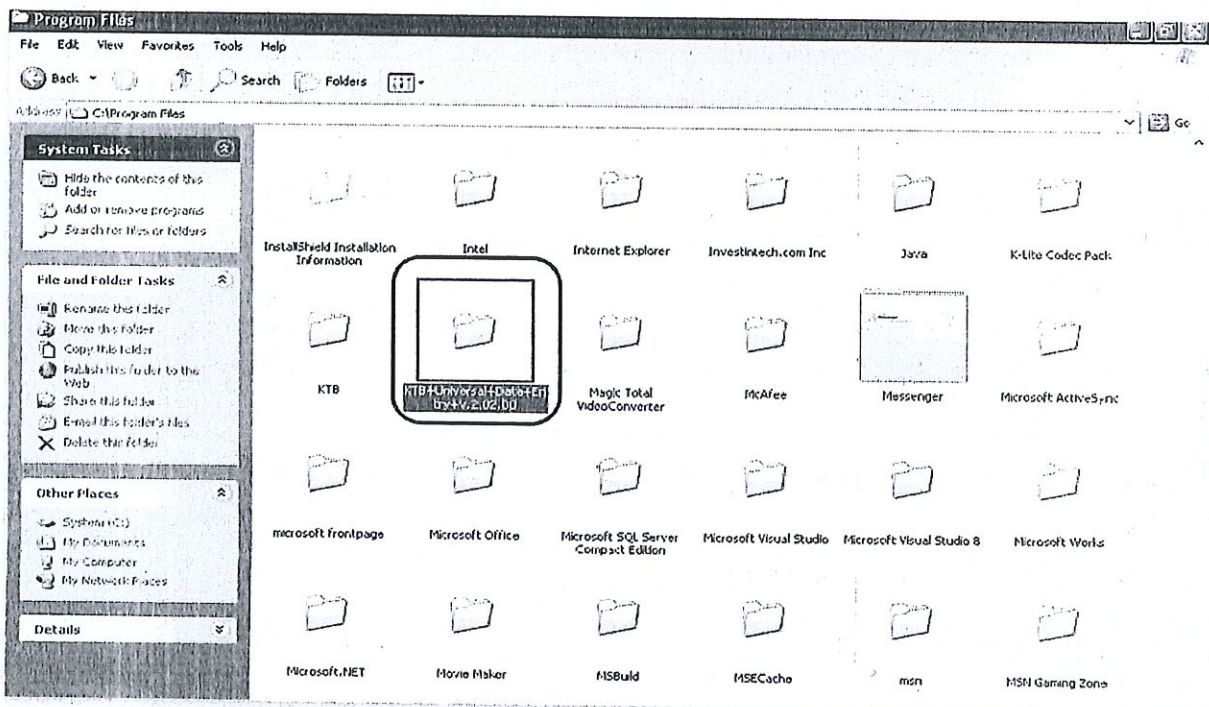 Program Files
File Edit View Favorites Tools Help
Back Search Folders
Address C:\Program Files Go
System Tasks
Hide the contents of this
folder
Add or remove programs
Search for files or folders
File and Folder Tasks
Rename this folder
Move this folder
Copy this folder
Publish this folder to the
Web
Share this folder
E-mail this folder's files
Delete this folder
Other Places
System (C:)
My Documents
My Computer
My Network Places
Details
InstallShield Installation
Information
Intel
Internet Explorer
Investintech.com Inc
Java
K-Lite Codec Pack
KTB
KTB+Universal+Data+En
try+v.2.02.00
Magic Total
VideoConverter
McAfee
Messenger
Microsoft ActiveSync
microsoft frontpage
Microsoft Office
Microsoft SQL Server
Compact Edition
Microsoft Visual Studio
Microsoft Visual Studio 8
Microsoft Works
Microsoft.NET
Movie Maker
MSBuild
MSECache
msn
MSN Gaming Zone